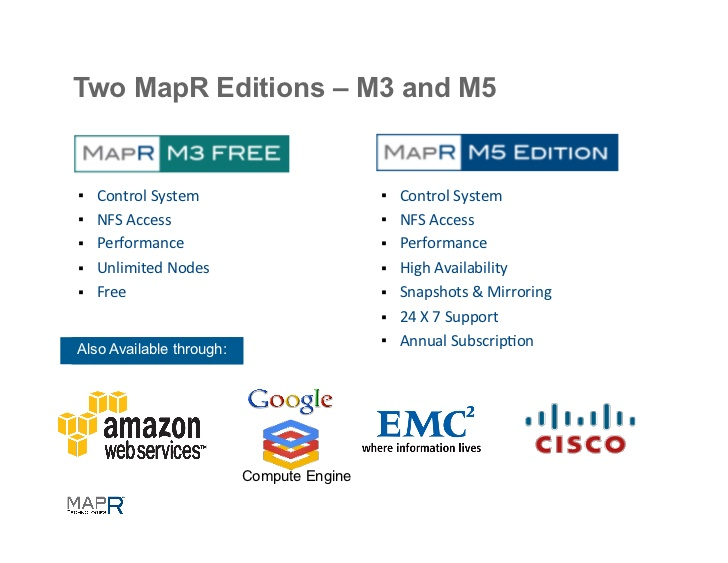 Two MapR Editions – M3 and M5
MAPR M3 FREE
▪ Control System
▪ NFS Access
▪ Performance
▪ Unlimited Nodes
▪ Free
MAPR M5 EDITION
▪ Control System
▪ NFS Access
▪ Performance
▪ High Availability
▪ Snapshots & Mirroring
▪ 24 X 7 Support
▪ Annual Subscription
Also Available through:
amazon
webservices™
Google
Compute Engine
EMC²
where information lives
CISCO
MAPR
TECHNOLOGIES